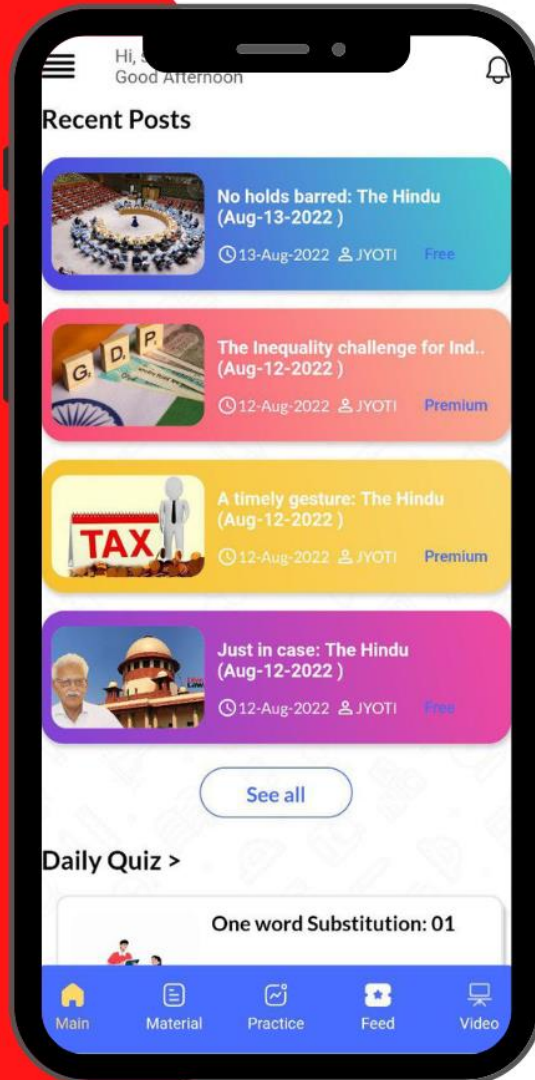 Hi,
Good Afternoon
Recent Posts
No holds barred: The Hindu
(Aug-13-2022 )
13-Aug-2022 JYOTI Free
G D P
The Inequality challenge for Ind..
(Aug-12-2022 )
12-Aug-2022 JYOTI Premium
TAX
A timely gesture: The Hindu
(Aug-12-2022 )
12-Aug-2022 JYOTI Premium
Just in case: The Hindu
(Aug-12-2022 )
12-Aug-2022 JYOTI Free
See all
Daily Quiz >
One word Substitution: 01
Main Material Practice Feed Video